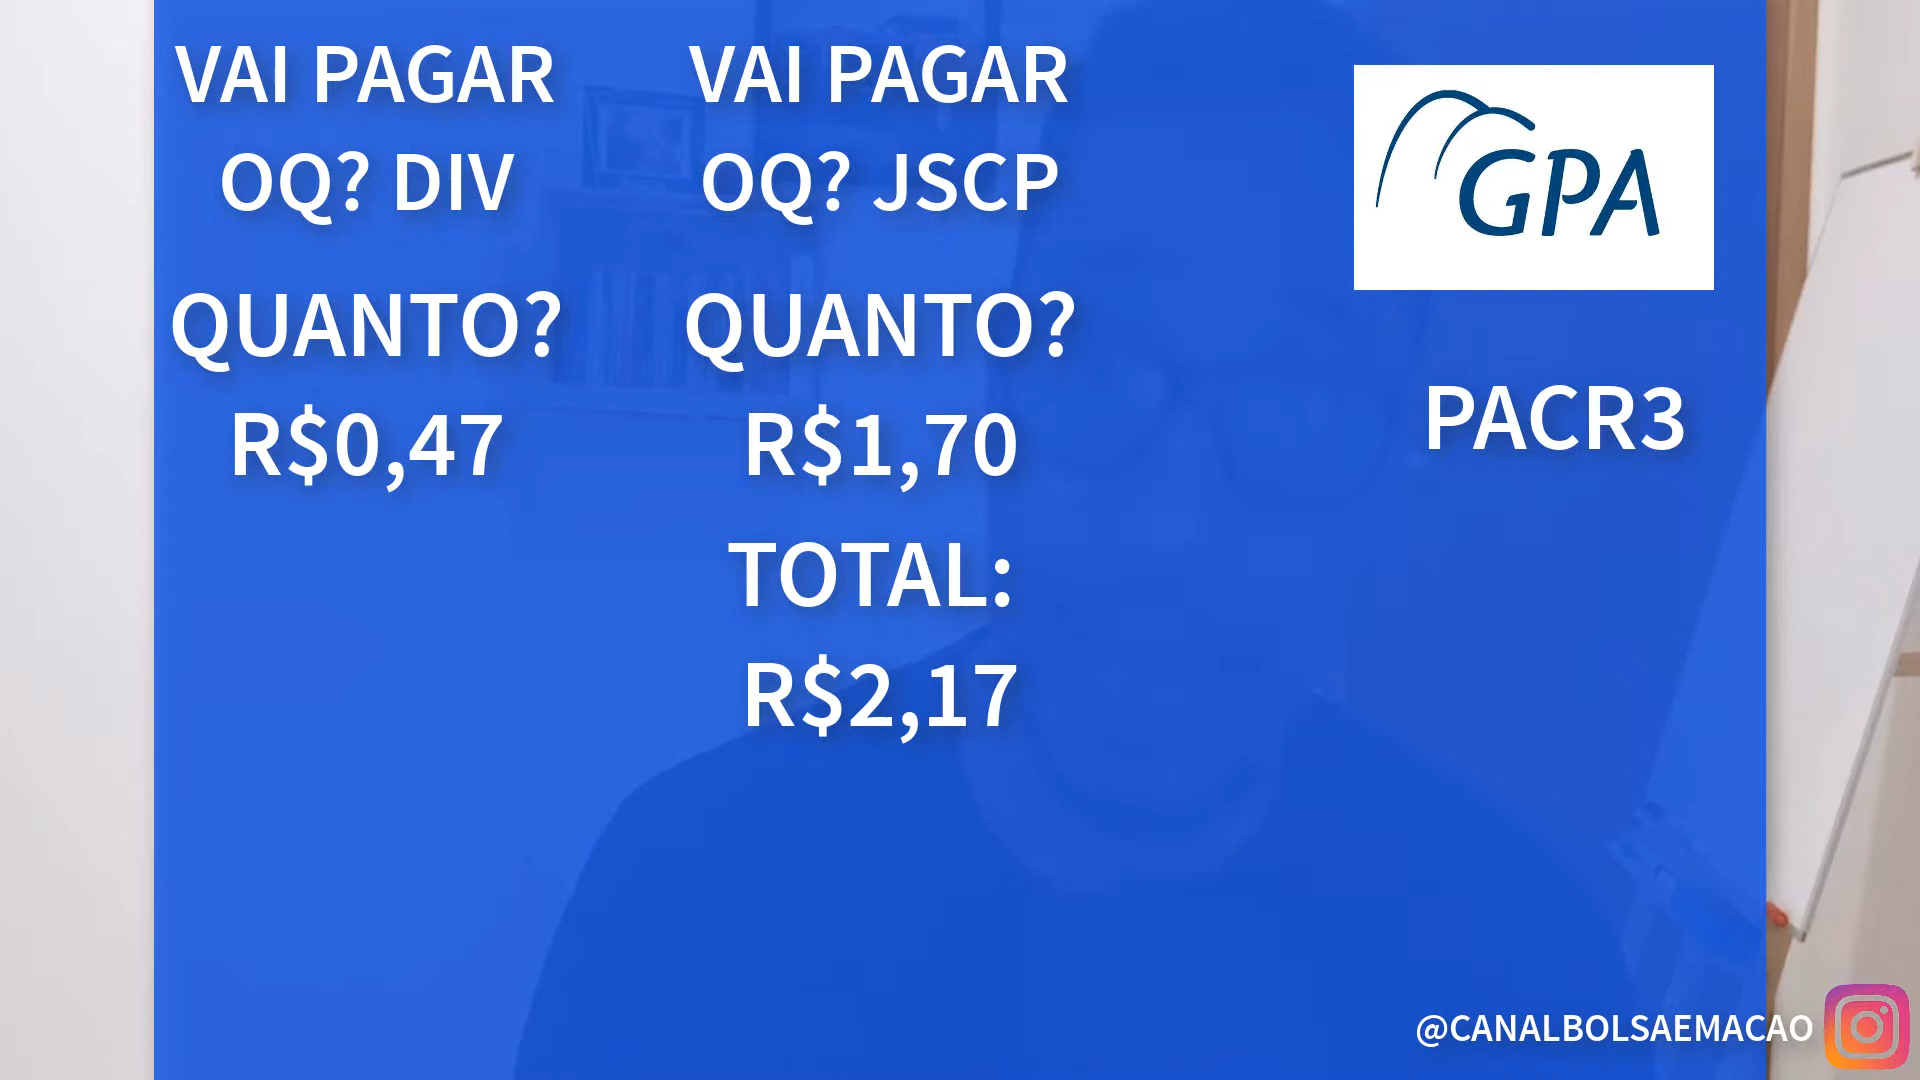 VAI PAGAR
OQ? DIV
QUANTO?
R$0,47
VAI PAGAR
OQ? JSCP
QUANTO?
R$1,70
TOTAL:
R$2,17
GPA
PACR3
@CANALBOLSAEMACAO